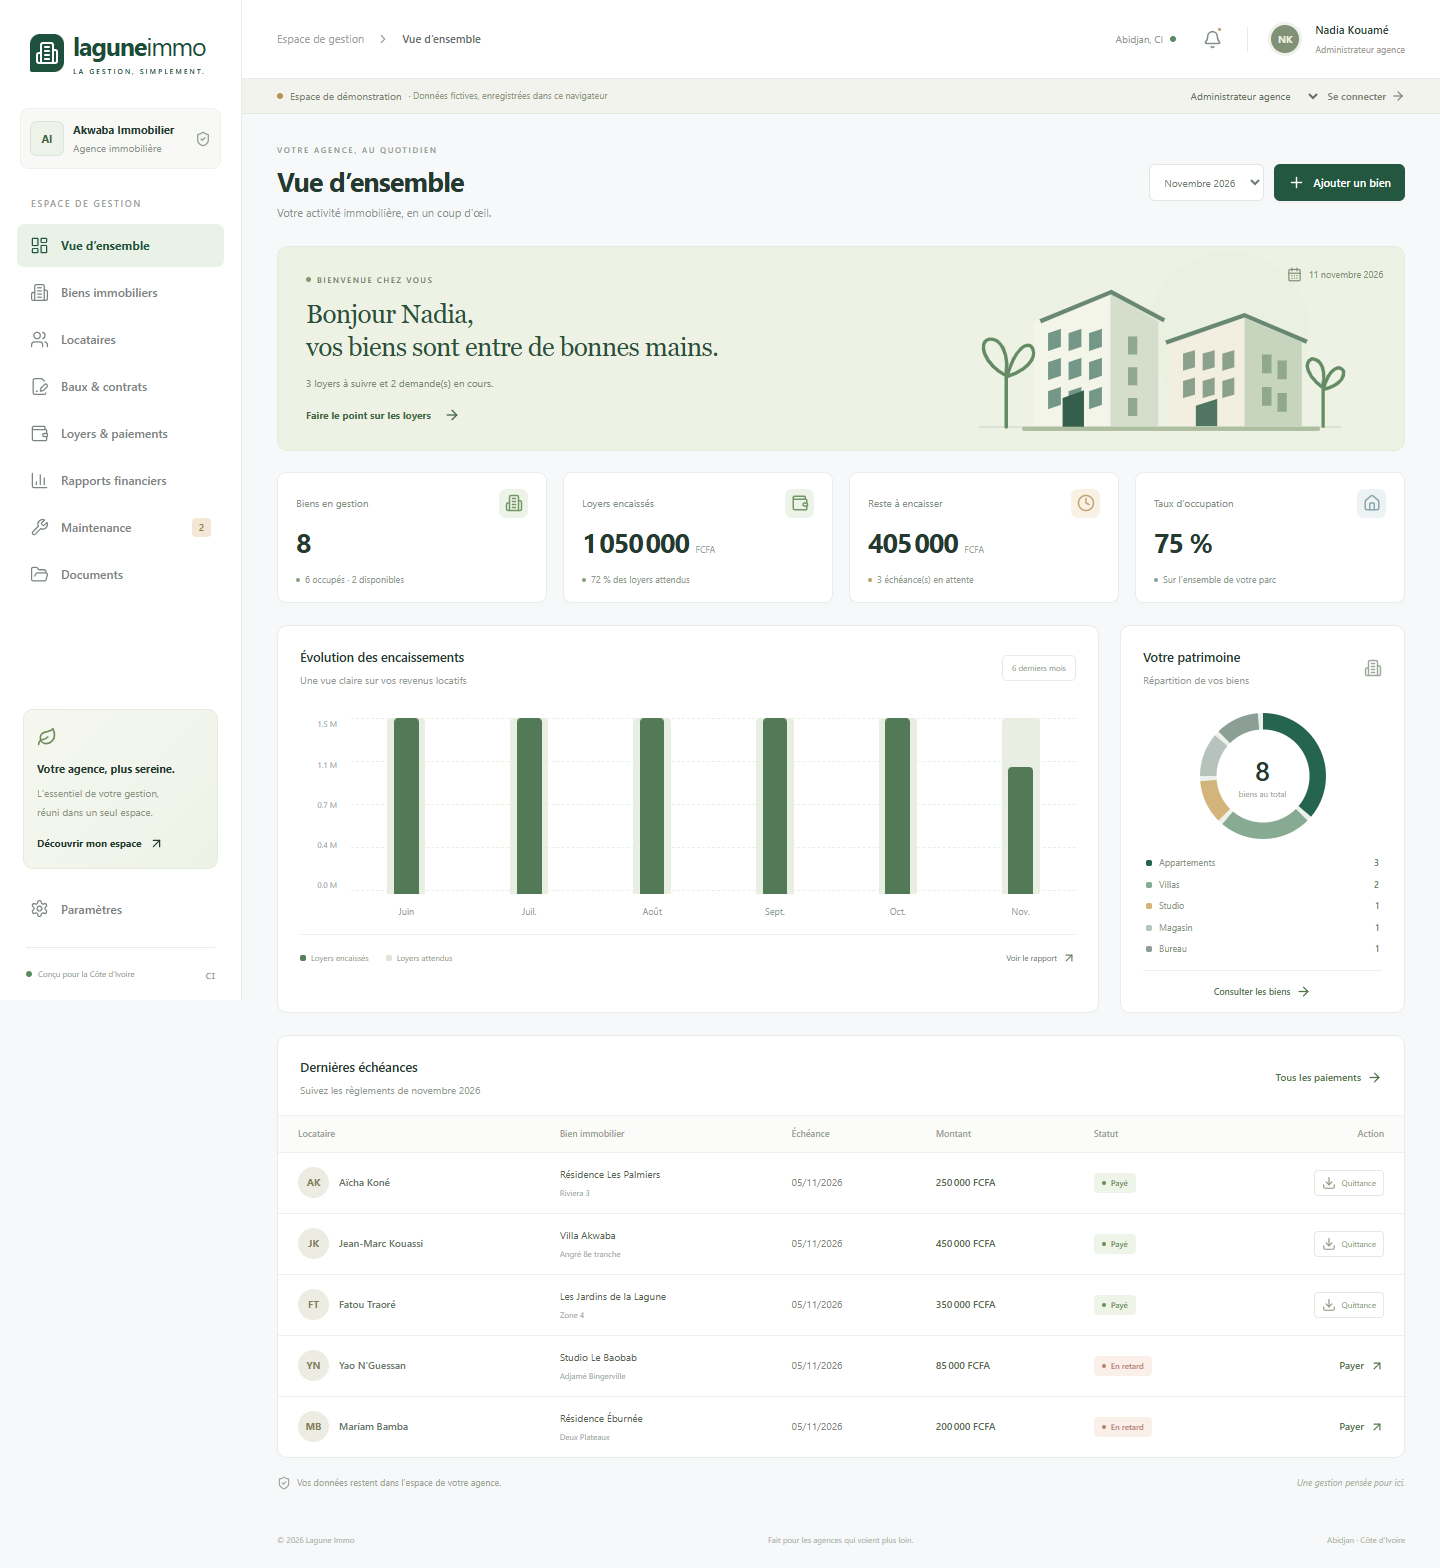 laguneimmo
LA GESTION, SIMPLEMENT.
AI
Akwaba Immobilier
Agence immobilière
ESPACE DE GESTION
Vue d'ensemble
Biens immobiliers
Locataires
Baux & contrats
Loyers & paiements
Rapports financiers
Maintenance 2
Documents
Votre agence, plus sereine.
L'essentiel de votre gestion,
réuni dans un seul espace.
Découvrir mon espace
Paramètres
Conçu pour la Côte d'Ivoire CI
Espace de gestion > Vue d'ensemble
Abidjan, CI
NK
Nadia Kouamé
Administrateur agence
Espace de démonstration · Données fictives, enregistrées dans ce navigateur
Administrateur agence
Se connecter
VOTRE AGENCE, AU QUOTIDIEN
Vue d'ensemble
Votre activité immobilière, en un coup d'œil.
Novembre 2026
Ajouter un bien
BIENVENUE CHEZ VOUS
11 novembre 2026
Bonjour Nadia,
vos biens sont entre de bonnes mains.
3 loyers à suivre et 2 demande(s) en cours.
Faire le point sur les loyers
Biens en gestion
8
6 occupés · 2 disponibles
Loyers encaissés
1 050 000 FCFA
72 % des loyers attendus
Reste à encaisser
405 000 FCFA
3 échéance(s) en attente
Taux d'occupation
75 %
Sur l'ensemble de votre parc
Évolution des encaissements
Une vue claire sur vos revenus locatifs
6 derniers mois
1.5 M
1.1 M
0.7 M
0.4 M
0.0 M
Juin Juil. Août Sept. Oct. Nov.
Loyers encaissés Loyers attendus
Voir le rapport
Votre patrimoine
Répartition de vos biens
8
biens au total
Appartements 3
Villas 2
Studio 1
Magasin 1
Bureau 1
Consulter les biens
Dernières échéances
Suivez les règlements de novembre 2026
Tous les paiements
Locataire Bien immobilier Échéance Montant Statut Action
AK Aïcha Koné Résidence Les Palmiers 05/11/2026 250 000 FCFA Payé Quittance
Riviera 3
JK Jean-Marc Kouassi Villa Akwaba 05/11/2026 450 000 FCFA Payé Quittance
Angré 8e tranche
FT Fatou Traoré Les Jardins de la Lagune 05/11/2026 350 000 FCFA Payé Quittance
Zone 4
YN Yao N'Guessan Studio Le Baobab 05/11/2026 85 000 FCFA En retard Payer
Adjamé Bingerville
MB Mariam Bamba Résidence Éburnée 05/11/2026 200 000 FCFA En retard Payer
Deux Plateaux
Vos données restent dans l'espace de votre agence.
Une gestion pensée pour ici.
© 2026 Lagune Immo
Fait pour les agences qui voient plus loin.
Abidjan · Côte d'Ivoire